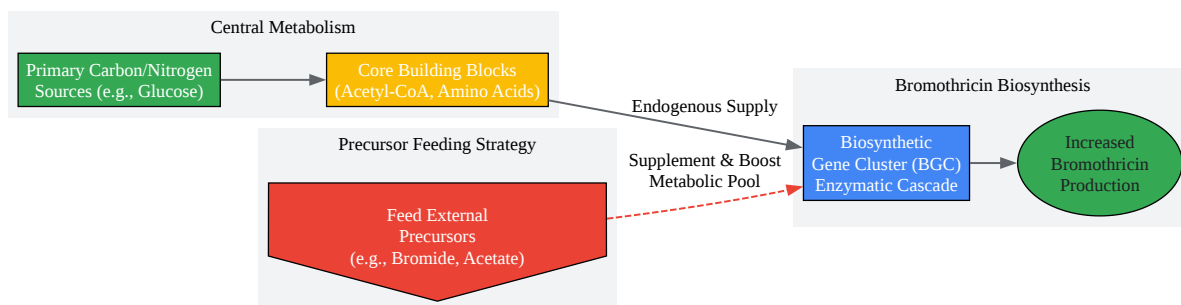 Central Metabolism
Primary Carbon/Nitrogen
Sources (e.g., Glucose)
Core Building Blocks
(Acetyl-CoA, Amino Acids)
Endogenous Supply
Precursor Feeding Strategy
Feed External
Precursors
(e.g., Bromide, Acetate)
Supplement & Boost
Metabolic Pool
Bromothricin Biosynthesis
Biosynthetic
Gene Cluster (BGC)
Enzymatic Cascade
Increased
Bromothricin
Production